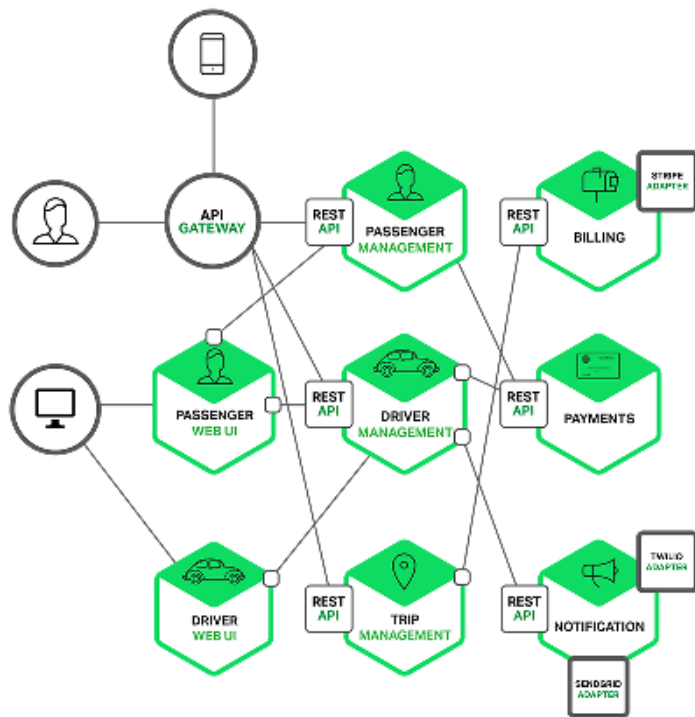 API
GATEWAY
REST
API
PASSENGER
MANAGEMENT
REST
API
BILLING
STRIPE
ADAPTER
PASSENGER
WEB UI
REST
API
DRIVER
MANAGEMENT
REST
API
PAYMENTS
DRIVER
WEB UI
REST
API
TRIP
MANAGEMENT
REST
API
NOTIFICATION
TWILIO
ADAPTER
SENDGRID
ADAPTER